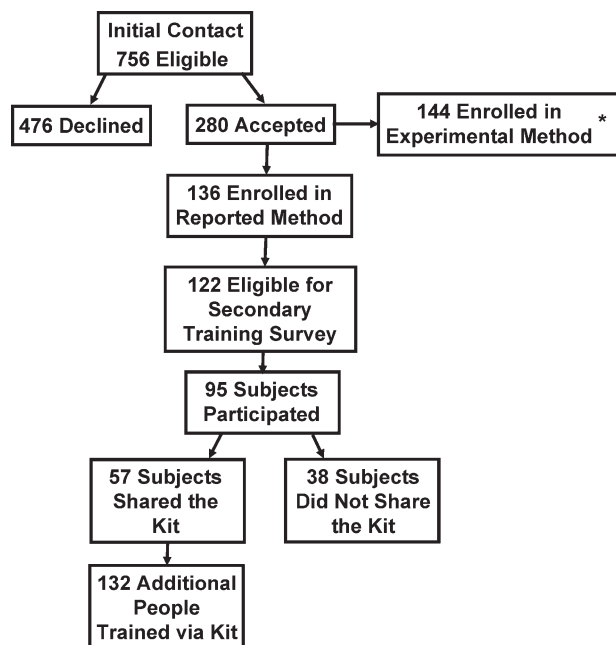 Initial Contact
756 Eligible
476 Declined
280 Accepted
144 Enrolled in
Experimental Method *
136 Enrolled in
Reported Method
122 Eligible for
Secondary
Training Survey
95 Subjects
Participated
57 Subjects
Shared the
Kit
38 Subjects
Did Not Share
the Kit
132 Additional
People
Trained via Kit